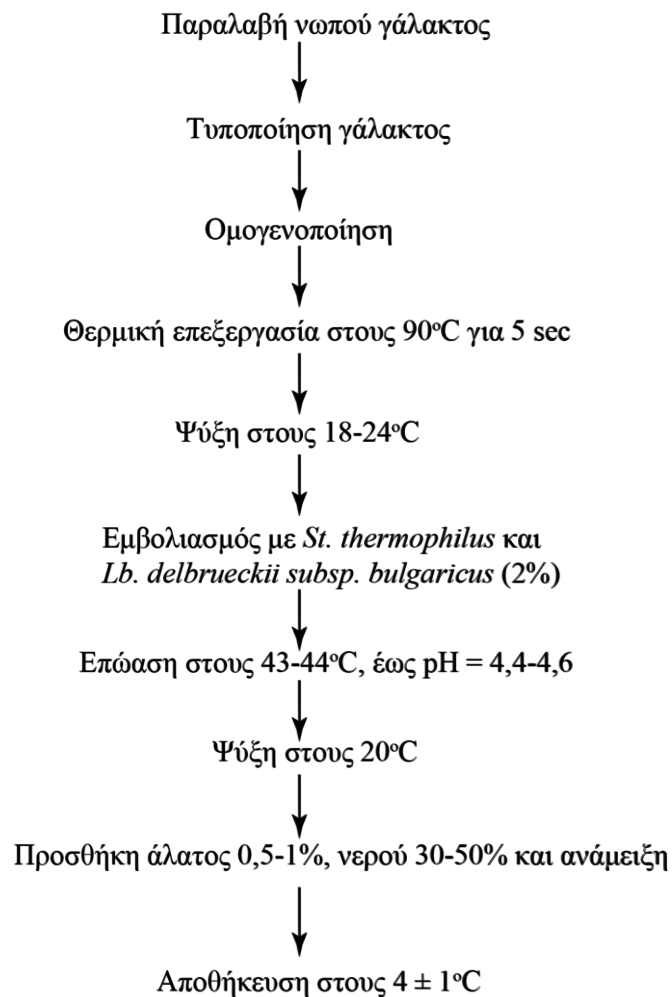 Παραλαβή νωπού γάλακτος
Τυποποίηση γάλακτος
Ομογενοποίηση
Θερμική επεξεργασία στους 90°C για 5 sec
Ψύξη στους 18-24°C
Εμβολιασμός με St. thermophilus και
Lb. delbrueckii subsp. bulgaricus (2%)
Επώαση στους 43-44°C, έως pH = 4,4-4,6
Ψύξη στους 20°C
Προσθήκη άλατος 0,5-1%, νερού 30-50% και ανάμειξη
Αποθήκευση στους 4 ± 1°C